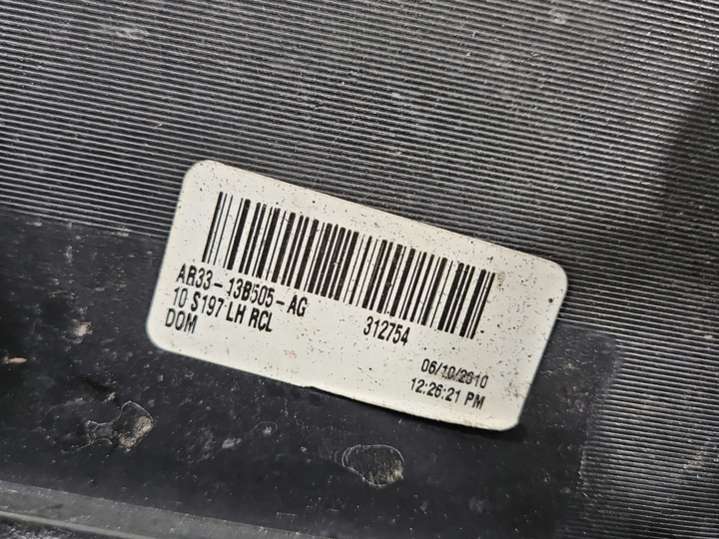 AR33-13B505-AG
312754
10 S197 LH RCL
DOM
06/10/2010
12:26:21 PM